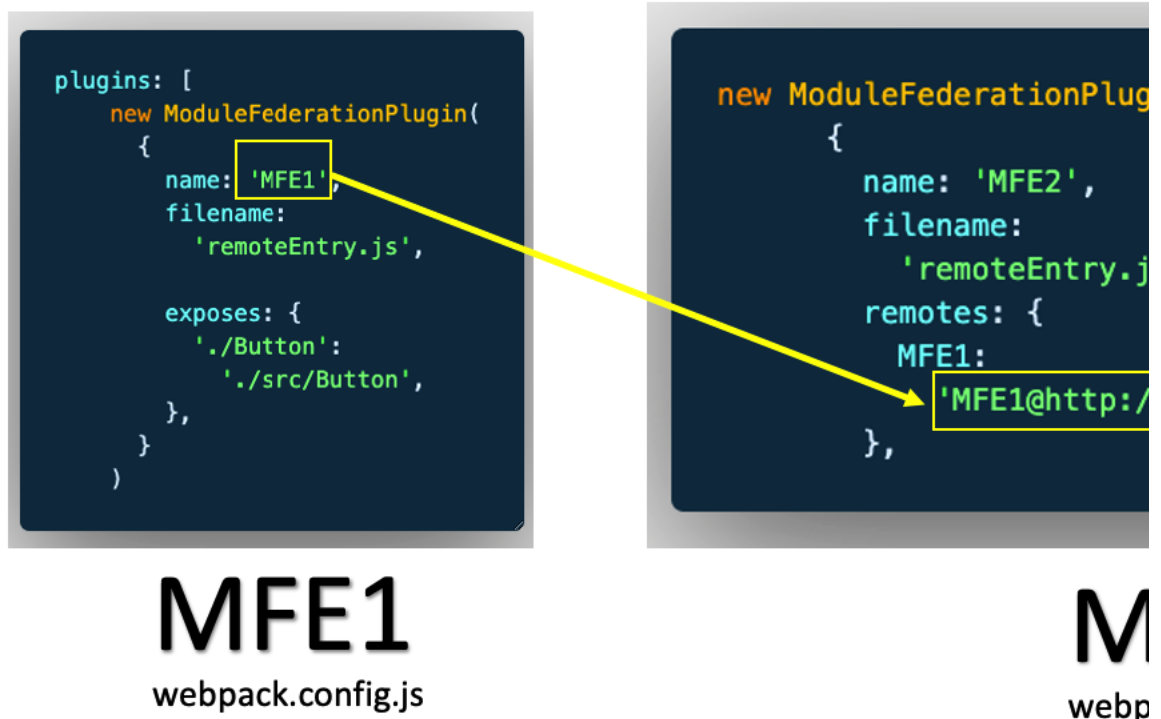 plugins: [
new ModuleFederationPlugin(
{
name: 'MFE1',
filename:
'remoteEntry.js',
exposes: {
'./Button':
'./src/Button',
},
}
)
MFE1
webpack.config.js
new ModuleFederationPlug
{
name: 'MFE2',
filename:
'remoteEntry.j
remotes: {
MFE1:
'MFE1@http:/
},
M
webp